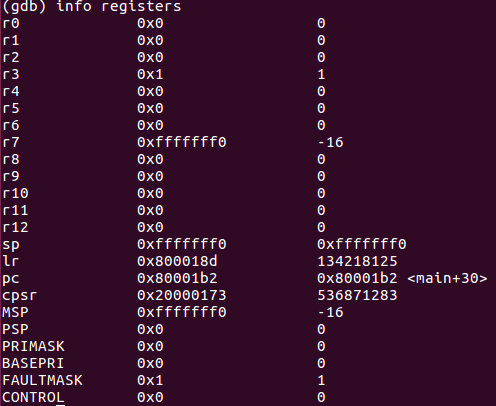 (gdb) info registers
r0 0x0 0
r1 0x0 0
r2 0x0 0
r3 0x1 1
r4 0x0 0
r5 0x0 0
r6 0x0 0
r7 0xfffffff0 -16
r8 0x0 0
r9 0x0 0
r10 0x0 0
r11 0x0 0
r12 0x0 0
sp 0xfffffff0 0xfffffff0
lr 0x800018d 134218125
pc 0x80001b2 0x80001b2 <main+30>
cpsr 0x20000173 536871283
MSP 0xfffffff0 -16
PSP 0x0 0
PRIMASK 0x0 0
BASEPRI 0x0 0
FAULTMASK 0x1 1
CONTROL 0x0 0